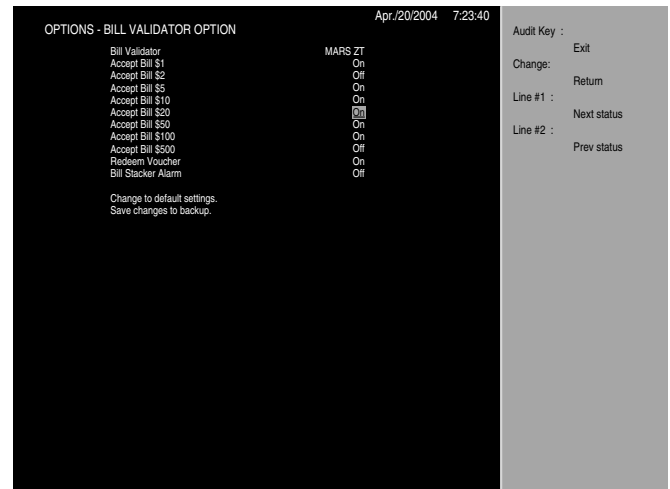 Apr./20/2004 7:23:40
OPTIONS - BILL VALIDATOR OPTION
Bill Validator MARS ZT
Accept Bill $1 On
Accept Bill $2 Off
Accept Bill $5 On
Accept Bill $10 On
Accept Bill $20 On
Accept Bill $50 On
Accept Bill $100 On
Accept Bill $500 Off
Redeem Voucher On
Bill Stacker Alarm Off
Change to default settings.
Save changes to backup.
Audit Key :
Exit
Change:
Return
Line #1 :
Next status
Line #2 :
Prev status